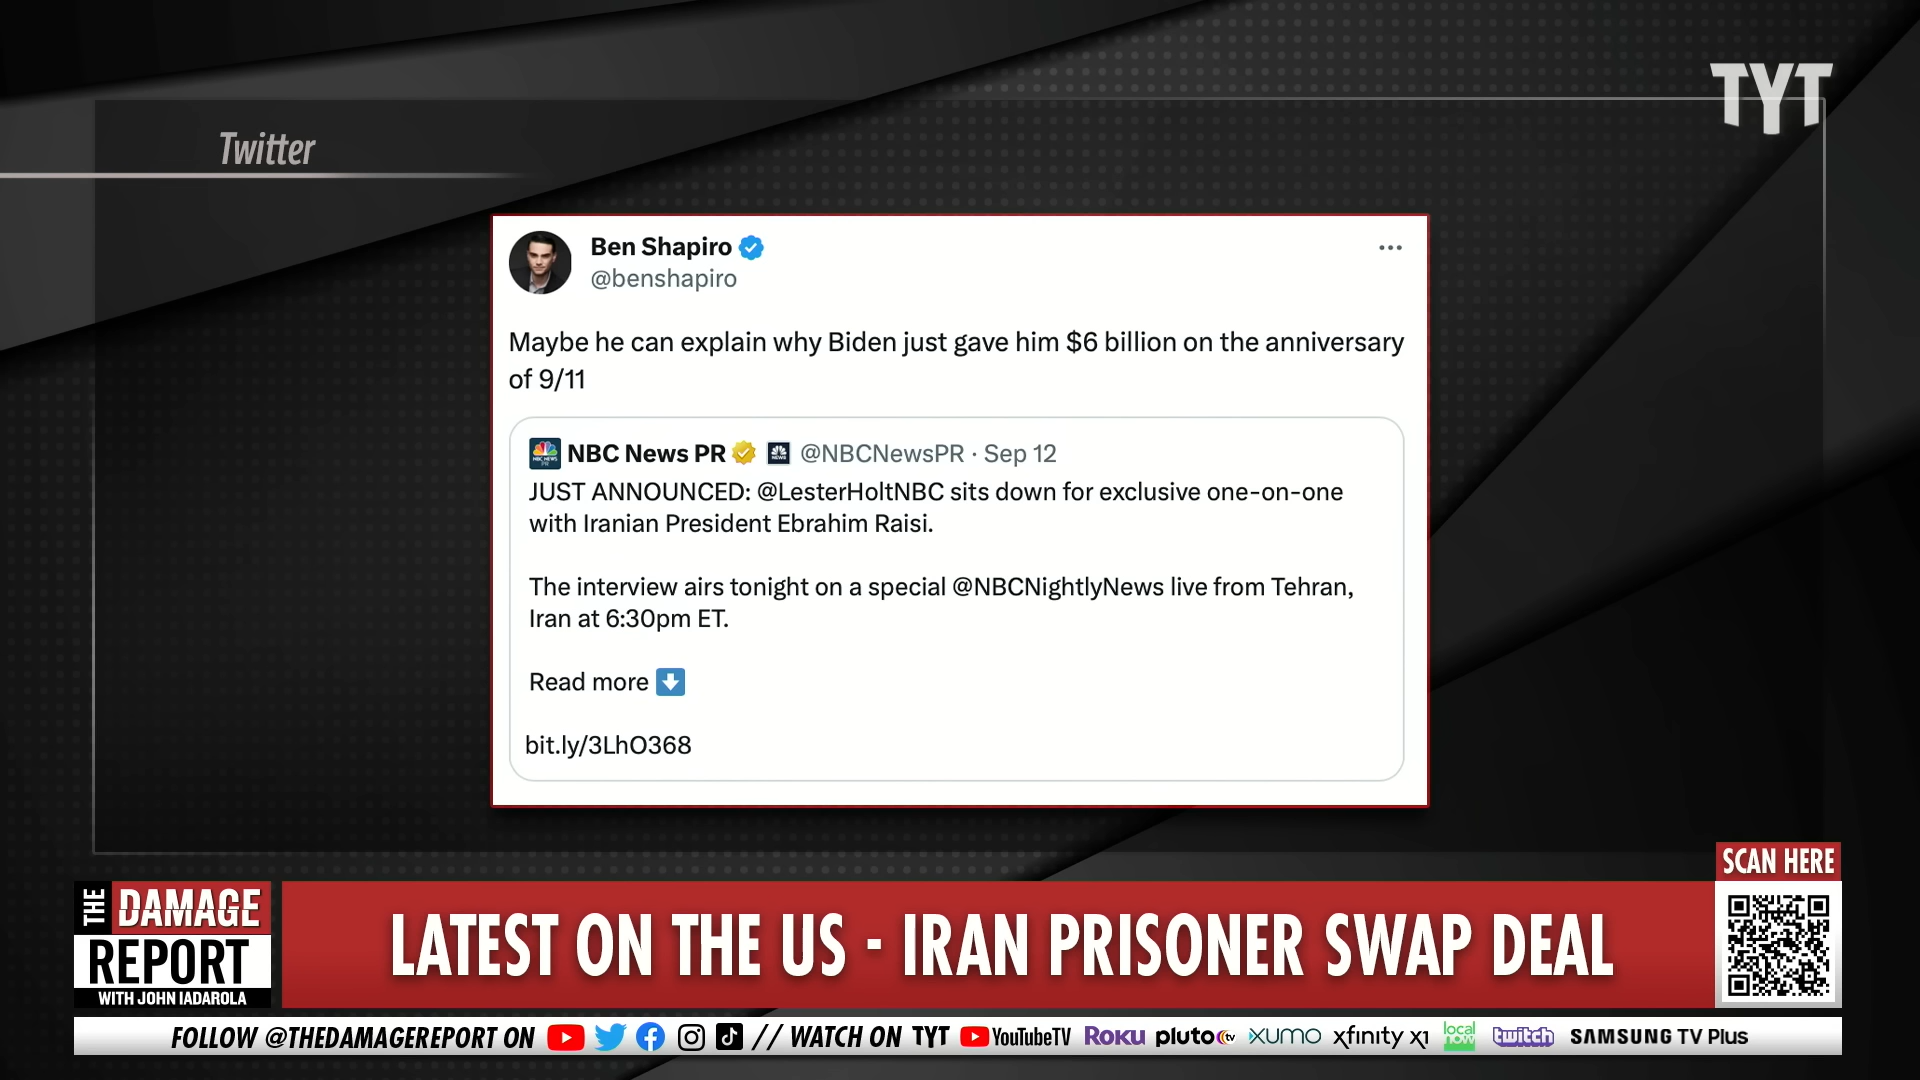 TYT
Twitter
Ben Shapiro
@benshapiro
Maybe he can explain why Biden just gave him $6 billion on the anniversary
of 9/11
NBC News PR @NBCNewsPR · Sep 12
JUST ANNOUNCED: @LesterHoltNBC sits down for exclusive one-on-one
with Iranian President Ebrahim Raisi.
The interview airs tonight on a special @NBCNightlyNews live from Tehran,
Iran at 6:30pm ET.
Read more
bit.ly/3LhO368
SCAN HERE
THE DAMAGE
REPORT
WITH JOHN IADAROLA
LATEST ON THE US - IRAN PRISONER SWAP DEAL
FOLLOW @THEDAMAGEREPORT ON // WATCH ON TYT YouTubeTV ROKU pluto tv XUMO xfinity x1 local now twitch SAMSUNG TV Plus